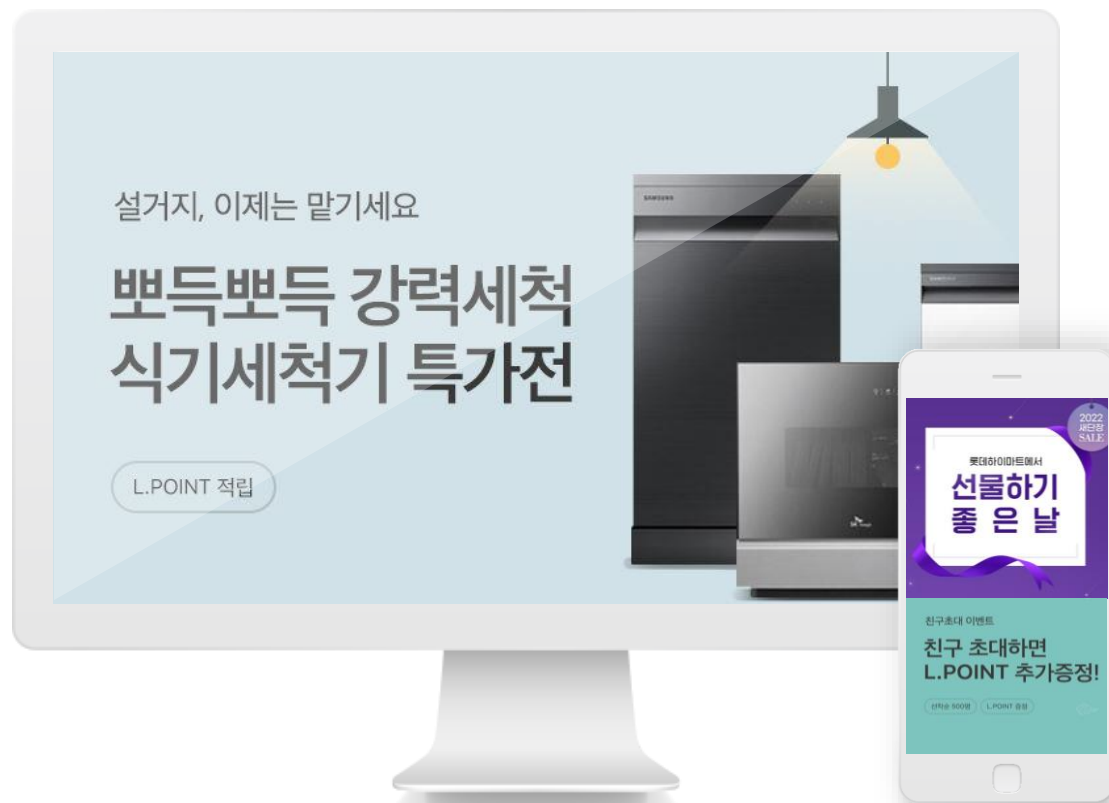 설거지, 이제는 맡기세요
뽀득뽀득 강력세척
식기세척기 특가전
L.POINT 적립
SAMSUNG
SK magic
2022
새단장
SALE
롯데하이마트에서
선물하기
좋은날
친구초대 이벤트
친구 초대하면
L.POINT 추가증정!
선착순 500명
L.POINT 증정